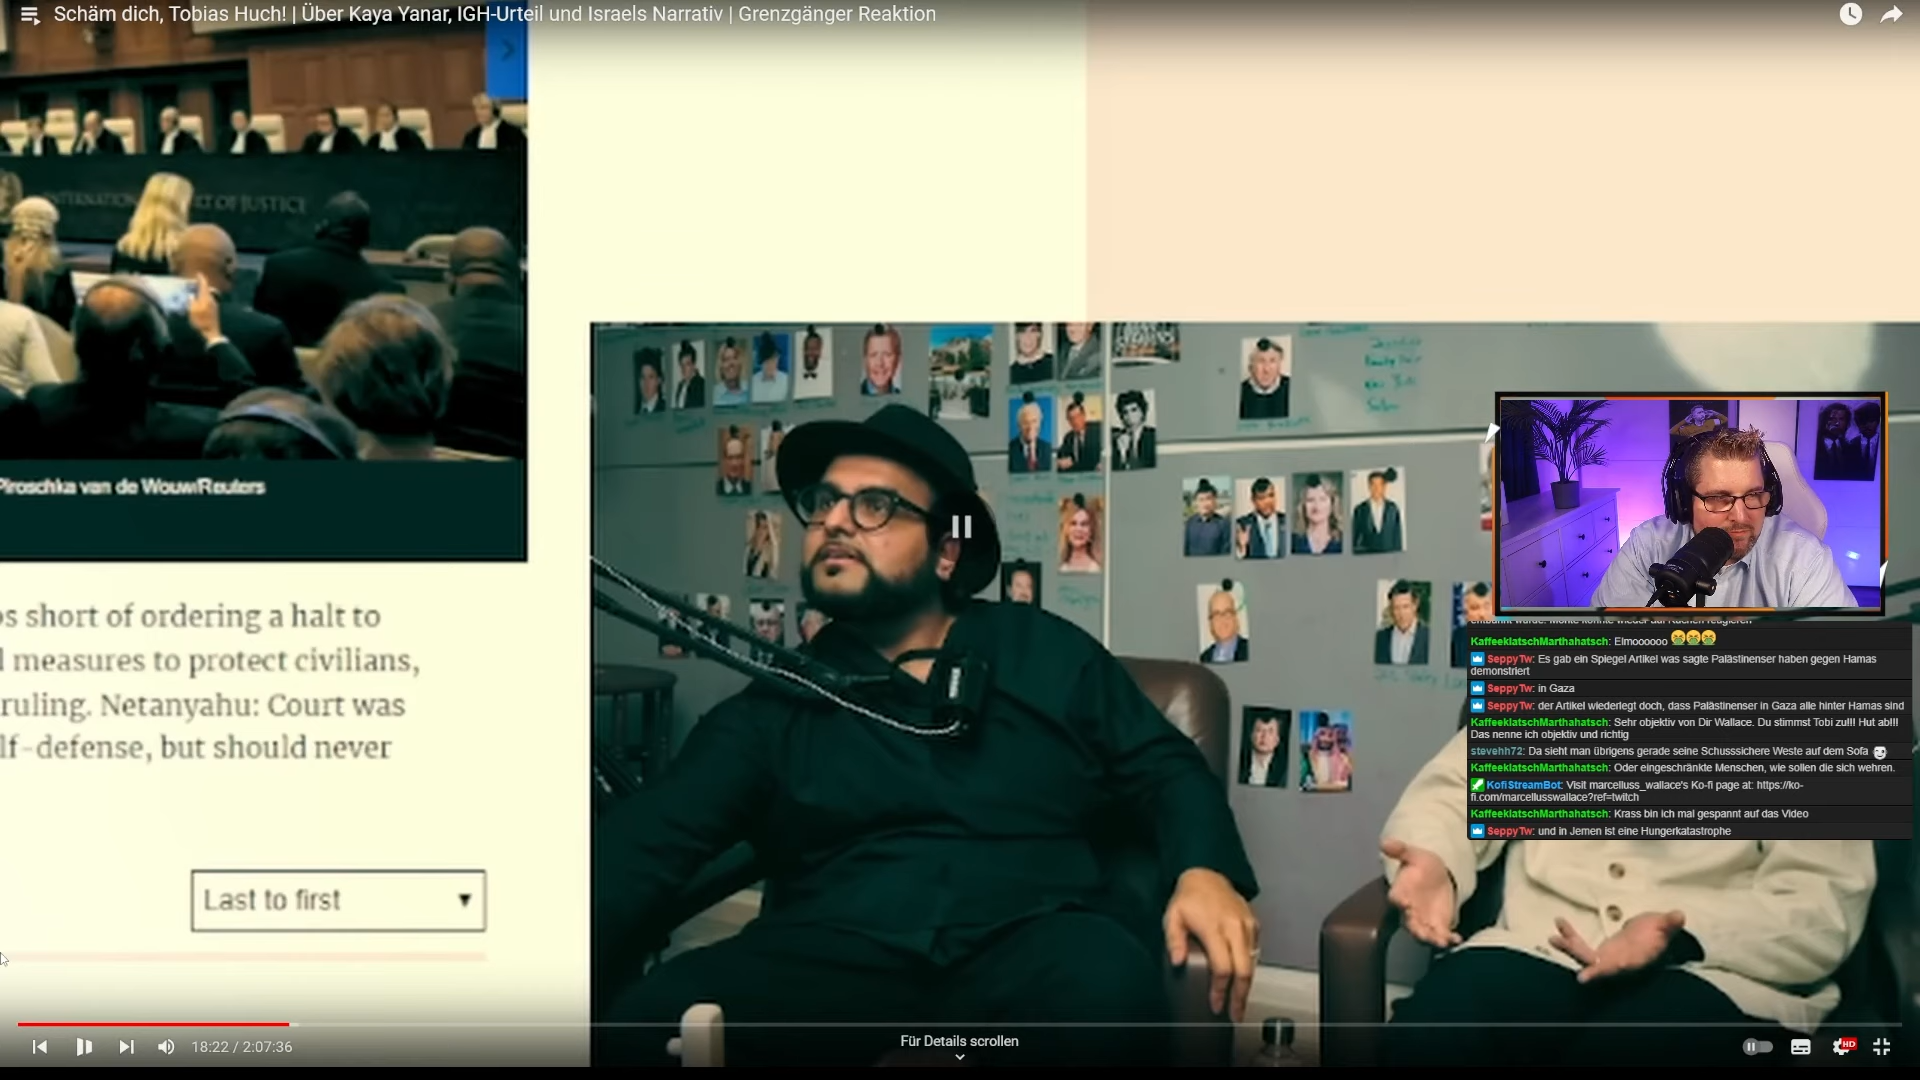 Schäm dich, Tobias Huch! | Über Kaya Yanar, IGH-Urteil und Israels Narrativ | Grenzgänger Reaktion
INTERNATIONAL COURT OF JUSTICE
Piroschka van de Wouw/Reuters
ps short of ordering a halt to
l measures to protect civilians,
ruling. Netanyahu: Court was
lf-defense, but should never
Last to first
KaffeeklatschMarthahatsch: Elmoooooo
SeppyTw: Es gab ein Spiegel Artikel was sagte Palästinenser haben gegen Hamas
demonstriert
SeppyTw: in Gaza
SeppyTw: der Artikel wiederlegt doch, dass Palästinenser in Gaza alle hinter Hamas sind
KaffeeklatschMarthahatsch: Sehr objektiv von Dir Wallace. Du stimmst Tobi zu!!! Hut ab!!!
Das nenne ich objektiv und richtig
stevehh72: Da sieht man übrigens gerade seine Schusssichere Weste auf dem Sofa
KaffeeklatschMarthahatsch: Oder eingeschränkte Menschen, wie sollen die sich wehren.
KofiStreamBot: Visit marcelluss_wallace's Ko-fi page at: https://ko-
fi.com/marcellusswallace?ref=twitch
KaffeeklatschMarthahatsch: Krass bin ich mal gespannt auf das Video
SeppyTw: und in Jemen ist eine Hungerkatastrophe
18:22 / 2:07:36
Für Details scrollen
HD